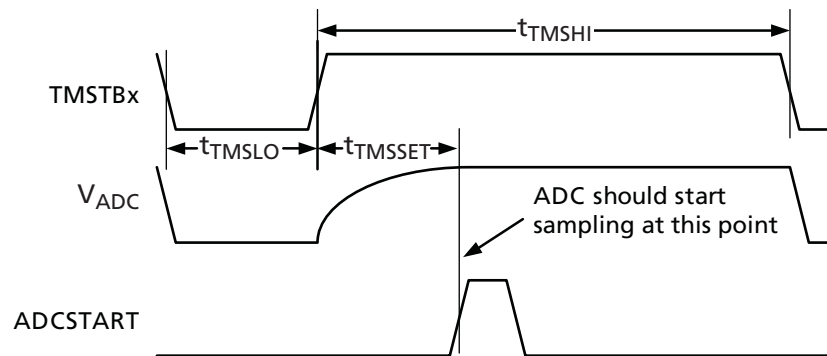 tTMSHI
TMSTBx
tTMSLO
tTMSSET
VADC
ADC should start
sampling at this point
ADCSTART